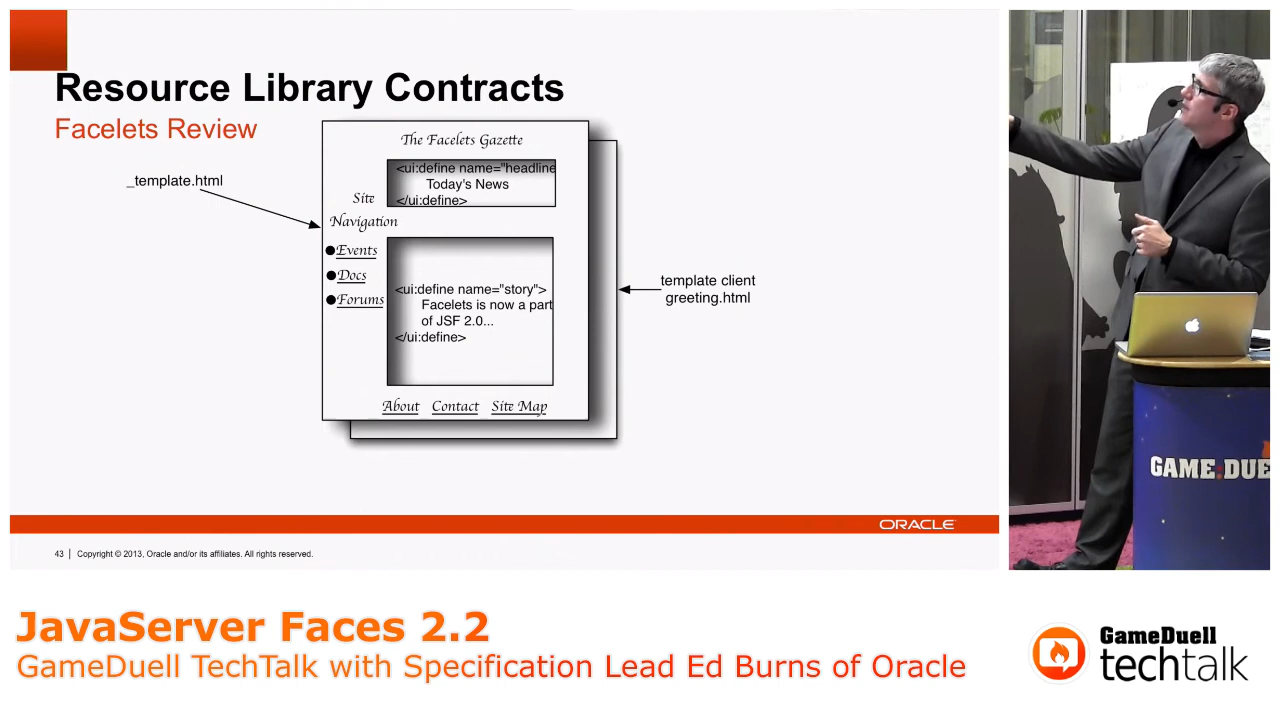 Resource Library Contracts
Facelets Review
The Facelets Gazette
_template.html
<ui:define name="headline
Today's News
</ui:define>
Site
Navigation
Events
Docs
Forums
<ui:define name="story">
Facelets is now a part
of JSF 2.0...
</ui:define>
template client
greeting.html
About Contact Site Map
ORACLE
43 | Copyright © 2013, Oracle and/or its affiliates. All rights reserved.
GAME:DUE
JavaServer Faces 2.2
GameDuell TechTalk with Specification Lead Ed Burns of Oracle
GameDuell
techtalk